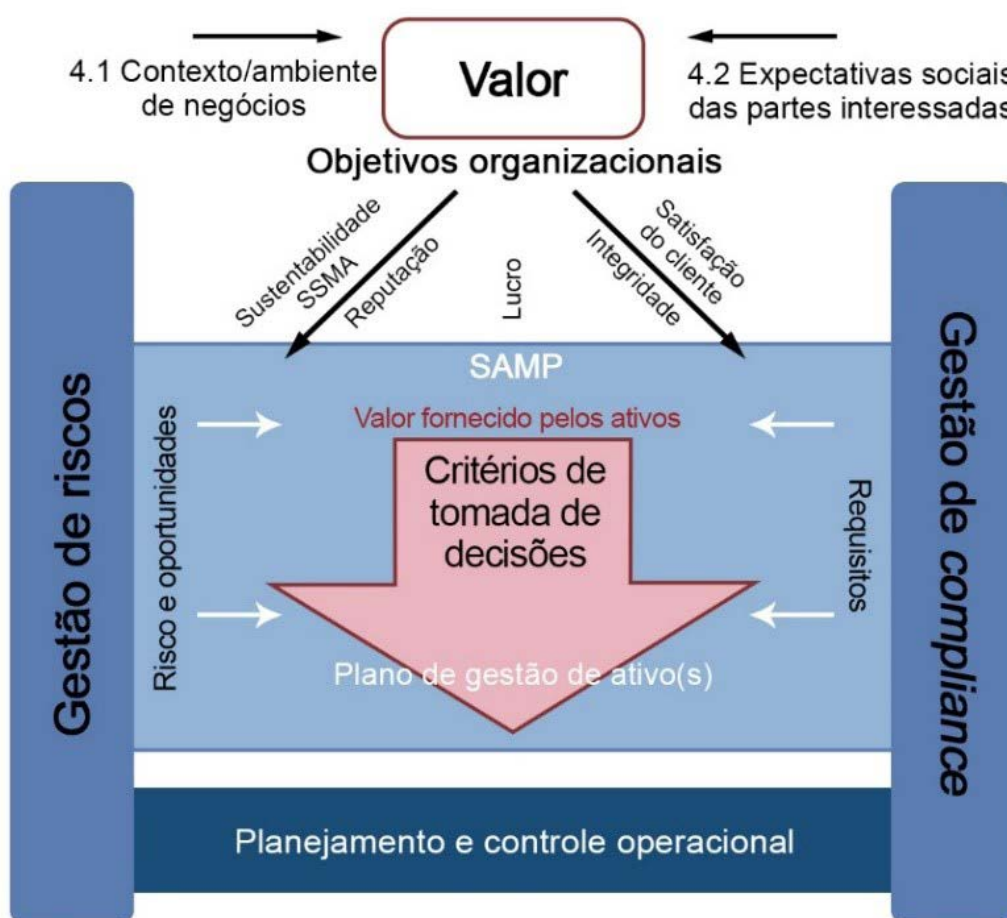 4.1 Contexto/ambiente
de negócios
Valor
4.2 Expectativas sociais
das partes interessadas
Objetivos organizacionais
Sustentabilidade
SSMA
Reputação
Lucro
Satisfação
do cliente
Integridade
Gestão de riscos
Risco e oportunidades
SAMP
Valor fornecido pelos ativos
Critérios de
tomada de
decisões
Plano de gestão de ativo(s)
Requisitos
Gestão de compliance
Planejamento e controle operacional